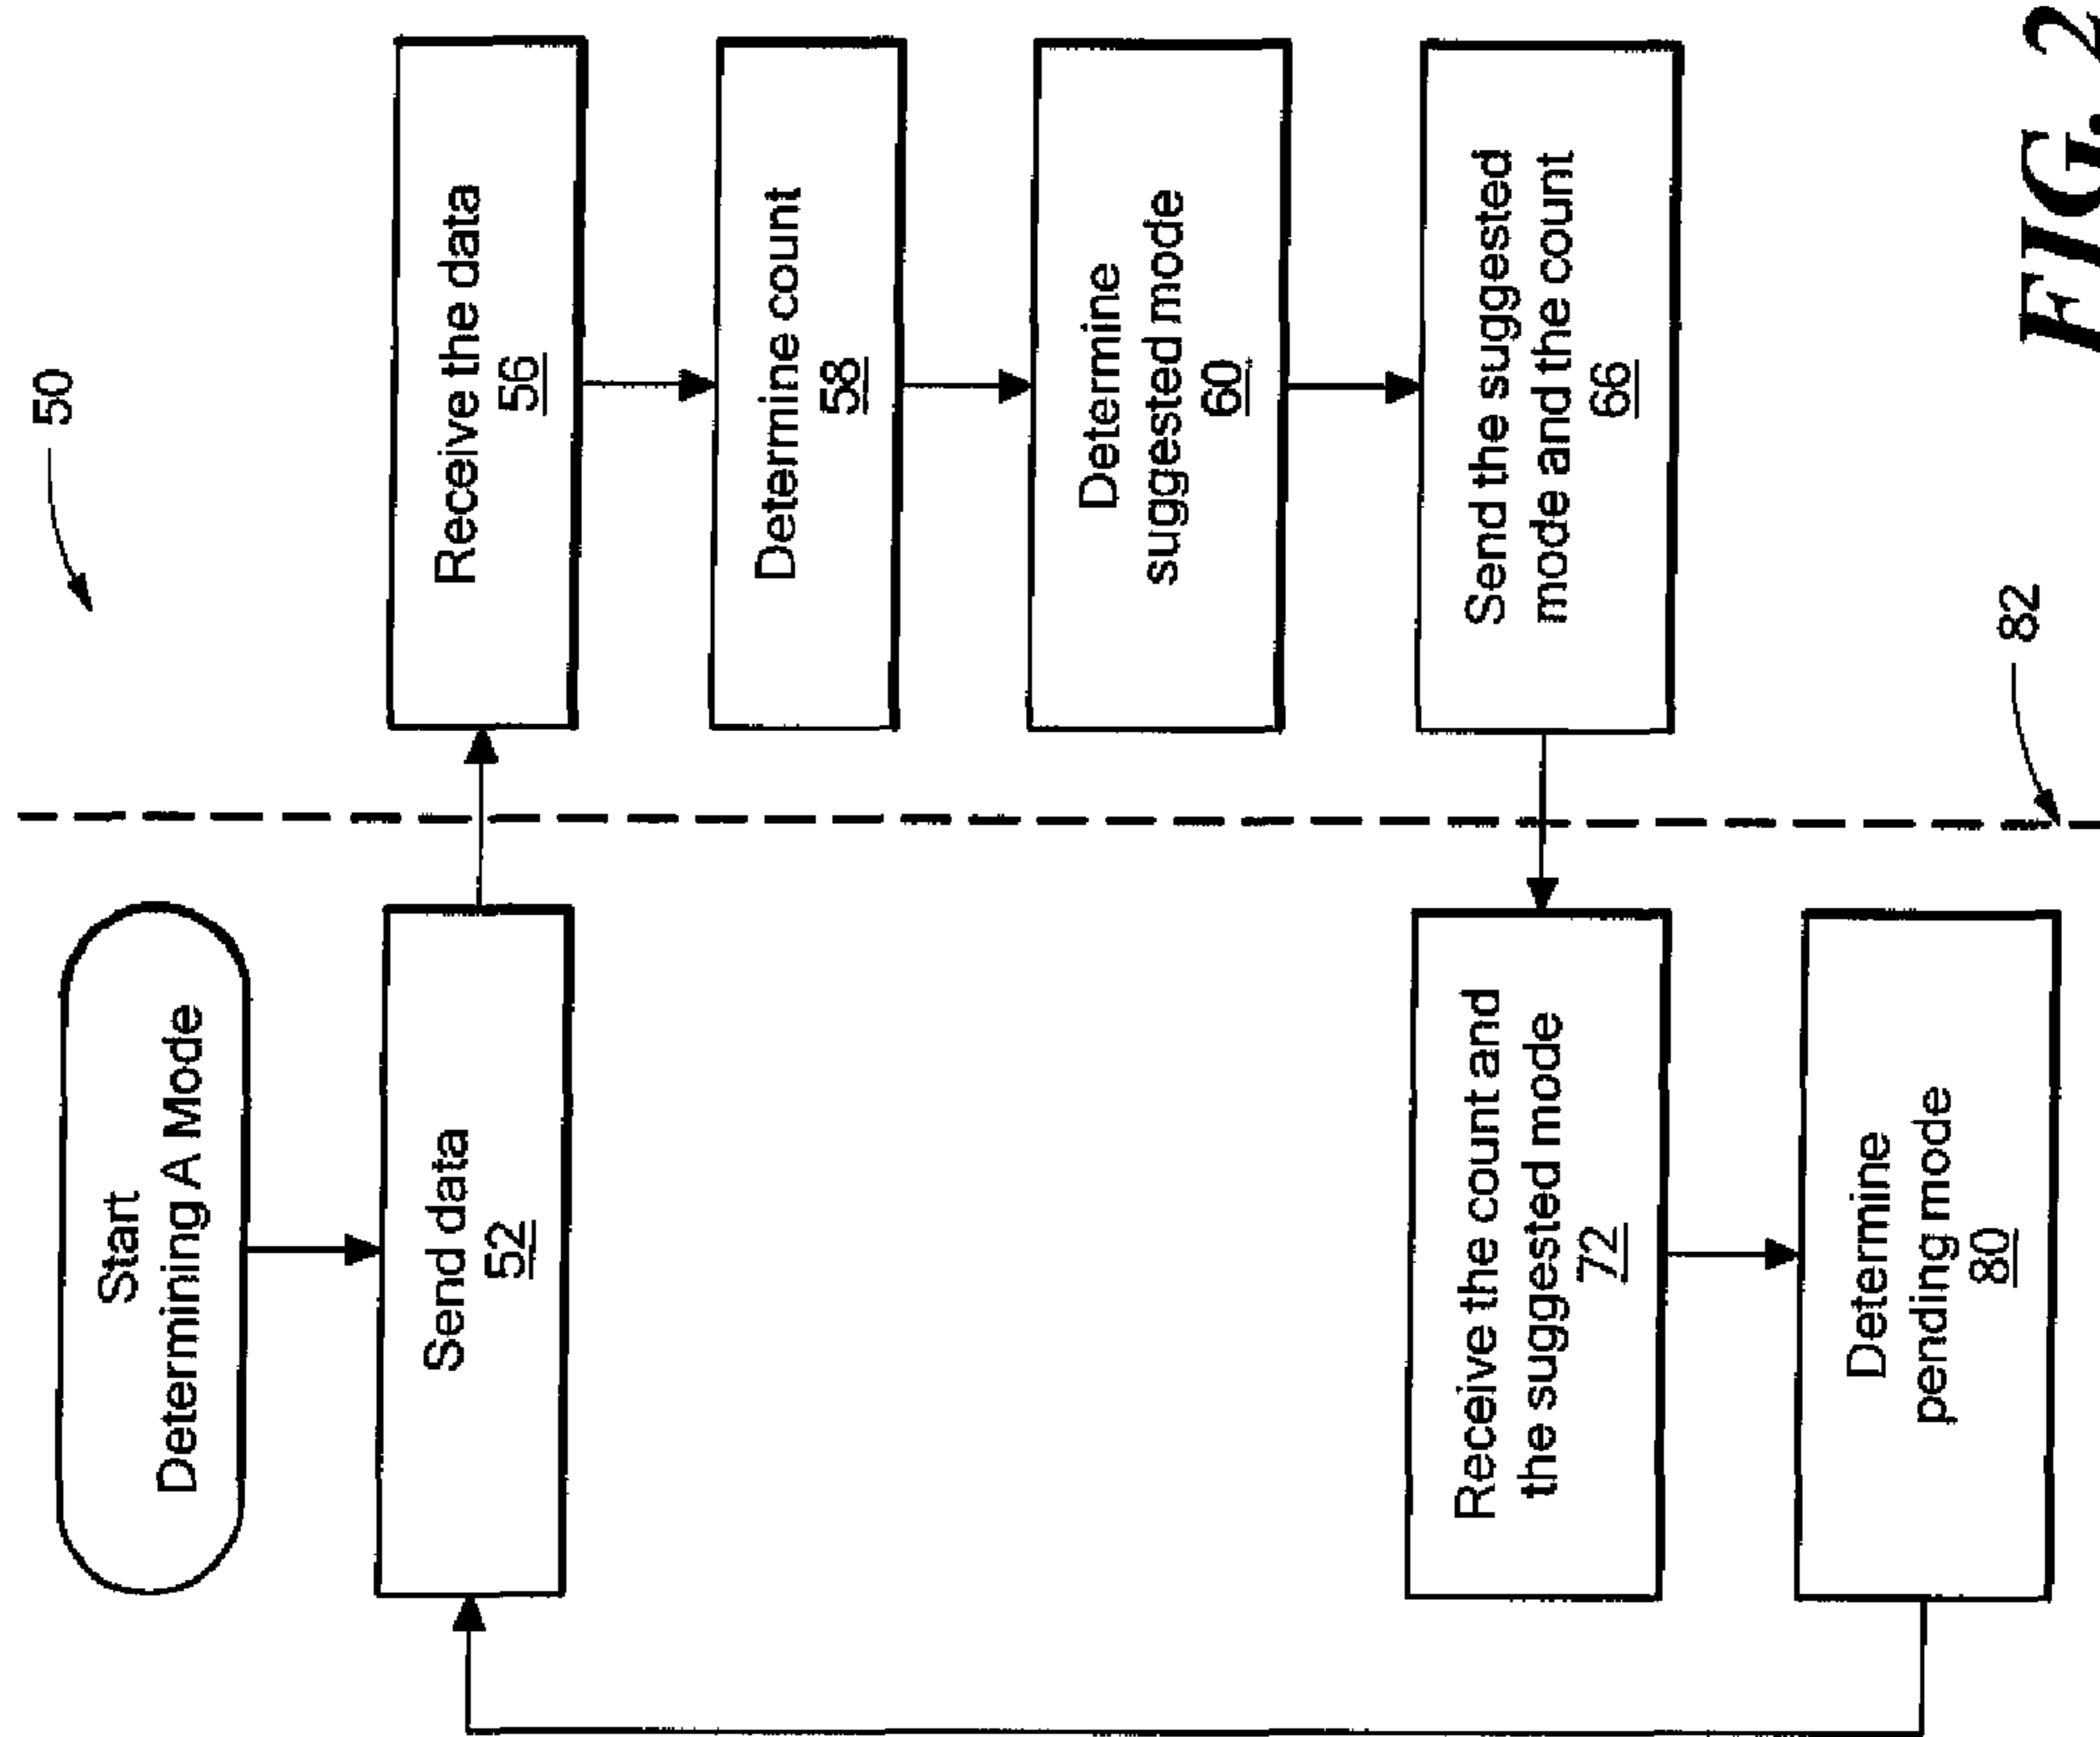 50
Start
Determining A Mode
Send data
52
Receive the data
56
Determine count
58
Determine
suggested mode
60
Send the suggested
mode and the count
66
Receive the count and
the suggested mode
72
Determine
pending mode
80
82
FIG. 2